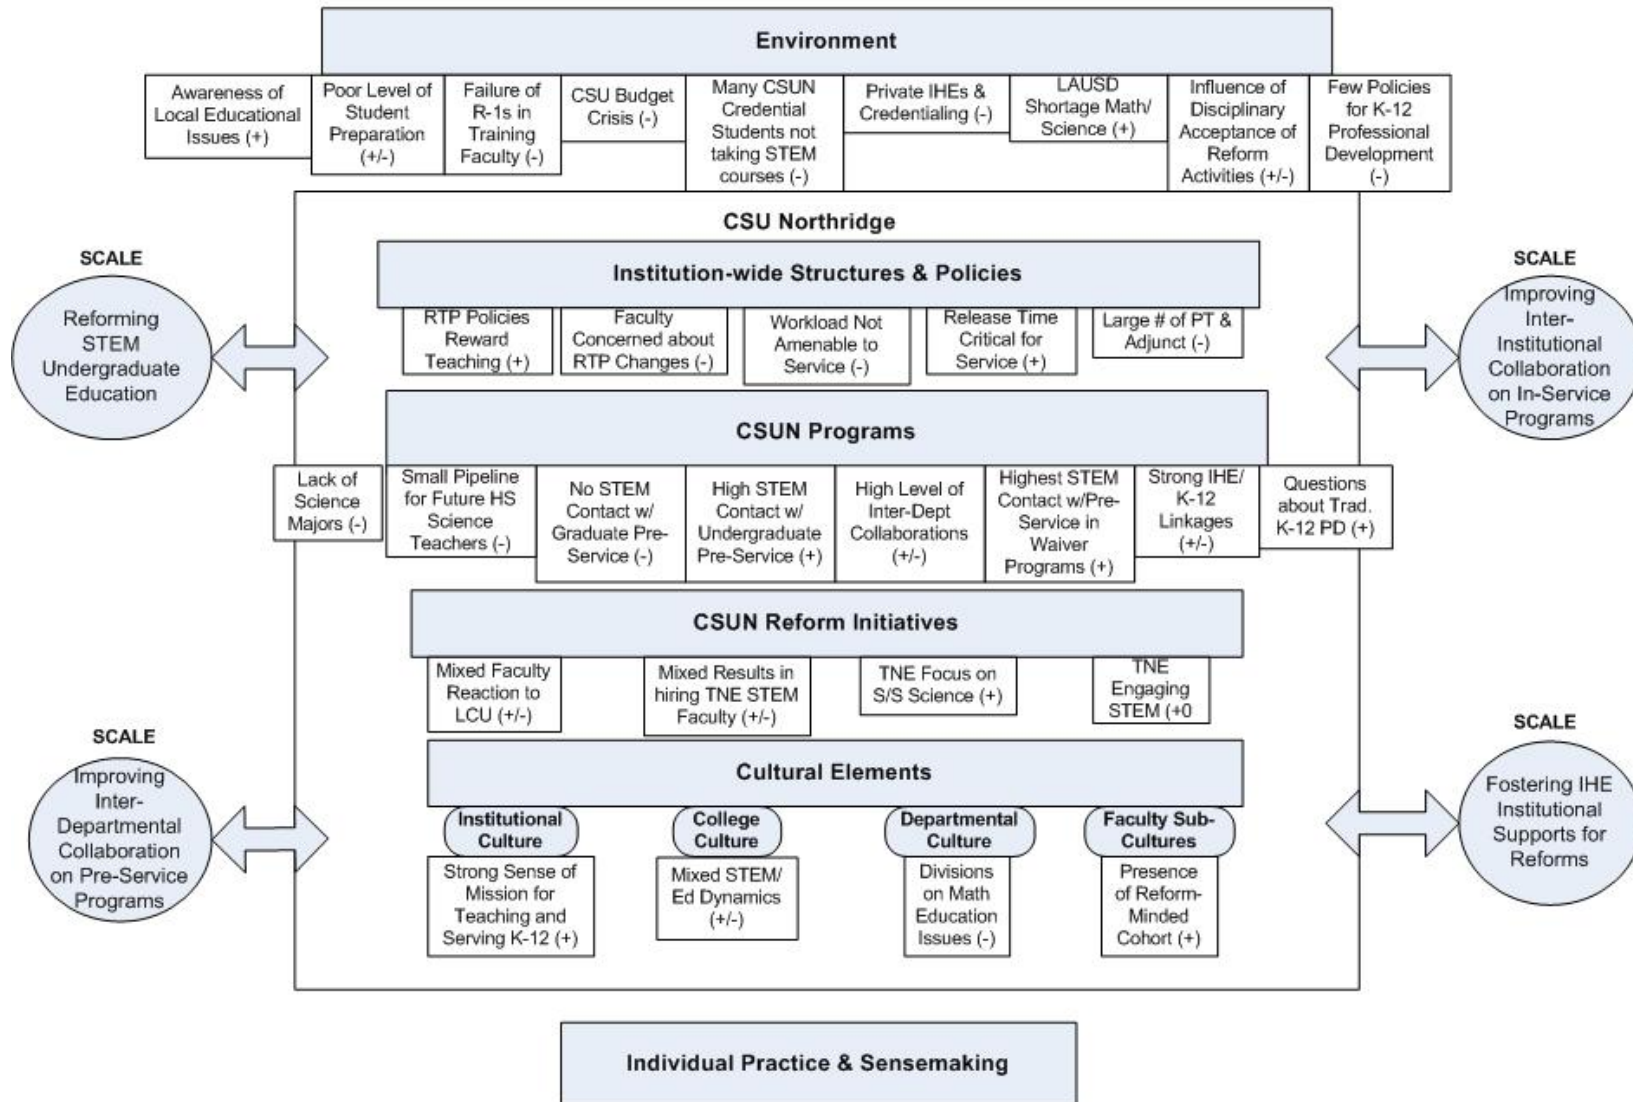 Environment
Awareness of
Local Educational
Issues (+)
Poor Level of
Student
Preparation
(+/-)
Failure of
R-1s in
Training
Faculty (-)
CSU Budget
Crisis (-)
Many CSUN
Credential
Students not
taking STEM
courses (-)
Private IHEs &
Credentialing (-)
LAUSD
Shortage Math/
Science (+)
Influence of
Disciplinary
Acceptance of
Reform
Activities (+/-)
Few Policies
for K-12
Professional
Development
(-)
CSU Northridge
Institution-wide Structures & Policies
RTP Policies
Reward
Teaching (+)
Faculty
Concerned about
RTP Changes (-)
Workload Not
Amenable to
Service (-)
Release Time
Critical for
Service (+)
Large # of PT &
Adjunct (-)
SCALE
Reforming
STEM
Undergraduate
Education
SCALE
Improving
Inter-
Institutional
Collaboration
on In-Service
Programs
CSUN Programs
Lack of
Science
Majors (-)
Small Pipeline
for Future HS
Science
Teachers (-)
No STEM
Contact w/
Graduate Pre-
Service (-)
High STEM
Contact w/
Undergraduate
Pre-Service (+)
High Level of
Inter-Dept
Collaborations
(+/-)
Highest STEM
Contact w/Pre-
Service in
Waiver
Programs (+)
Strong IHE/
K-12
Linkages
(+/-)
Questions
about Trad.
K-12 PD (+)
CSUN Reform Initiatives
Mixed Faculty
Reaction to
LCU (+/-)
Mixed Results in
hiring TNE STEM
Faculty (+/-)
TNE Focus on
S/S Science (+)
TNE
Engaging
STEM (+0
SCALE
Improving
Inter-
Departmental
Collaboration
on Pre-Service
Programs
SCALE
Fostering IHE
Institutional
Supports for
Reforms
Cultural Elements
Institutional
Culture
Strong Sense of
Mission for
Teaching and
Serving K-12 (+)
College
Culture
Mixed STEM/
Ed Dynamics
(+/-)
Departmental
Culture
Divisions
on Math
Education
Issues (-)
Faculty Sub-
Cultures
Presence
of Reform-
Minded
Cohort (+)
Individual Practice & Sensemaking